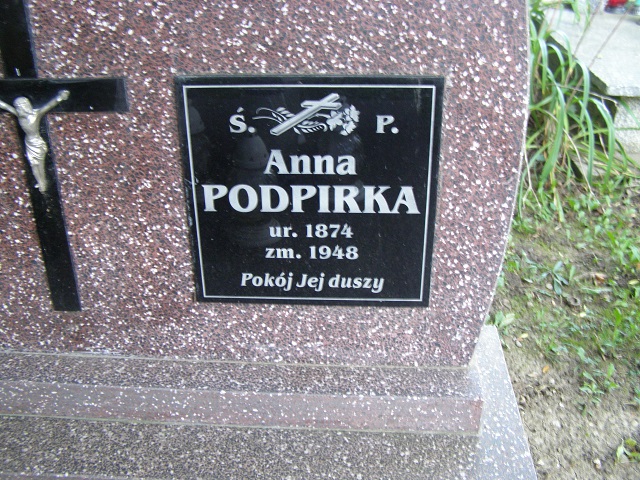 Ś. P.
Anna
PODPIRKA
ur. 1874
zm. 1948
Pokój Jej duszy